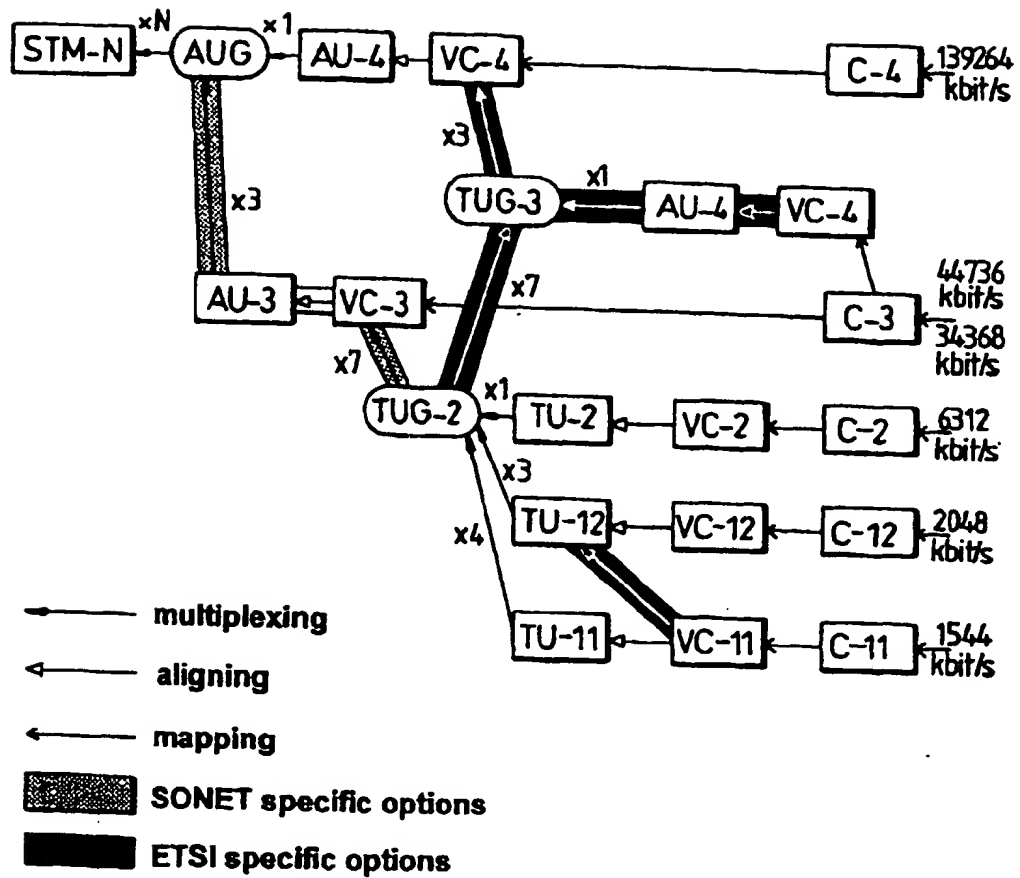 STM-N
xN
AUG
x1
AU-4
VC-4
C-4
139264
kbit/s
x3
x3
TUG-3
x1
AU-4
VC-4
AU-3
VC-3
x7
C-3
44736
kbit/s
34368
kbit/s
x7
TUG-2
x1
TU-2
VC-2
C-2
6312
kbit/s
x3
x4
TU-12
VC-12
C-12
2048
kbit/s
TU-11
VC-11
C-11
1544
kbit/s
multiplexing
aligning
mapping
SONET specific options
ETSI specific options